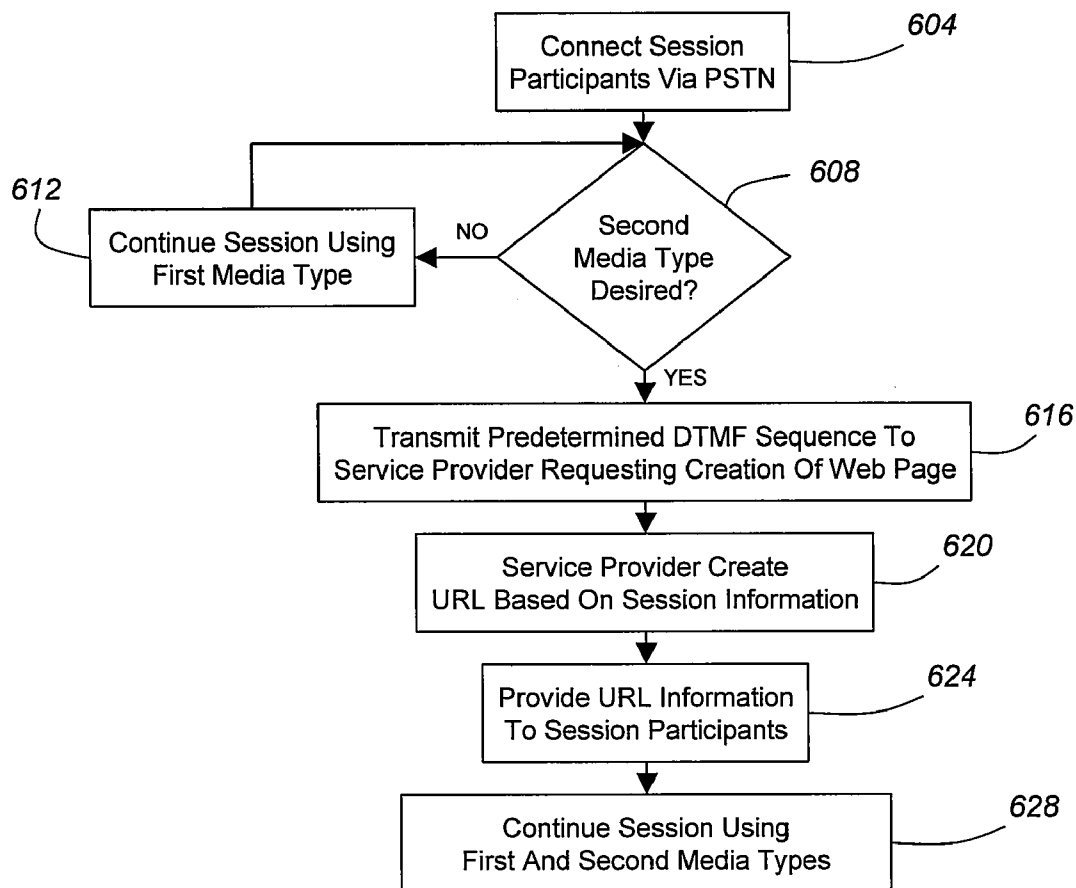 Connect Session
Participants Via PSTN
604
608
Second
Media Type
Desired?
NO
612
Continue Session Using
First Media Type
YES
Transmit Predetermined DTMF Sequence To
Service Provider Requesting Creation Of Web Page
616
Service Provider Create
URL Based On Session Information
620
Provide URL Information
To Session Participants
624
Continue Session Using
First And Second Media Types
628